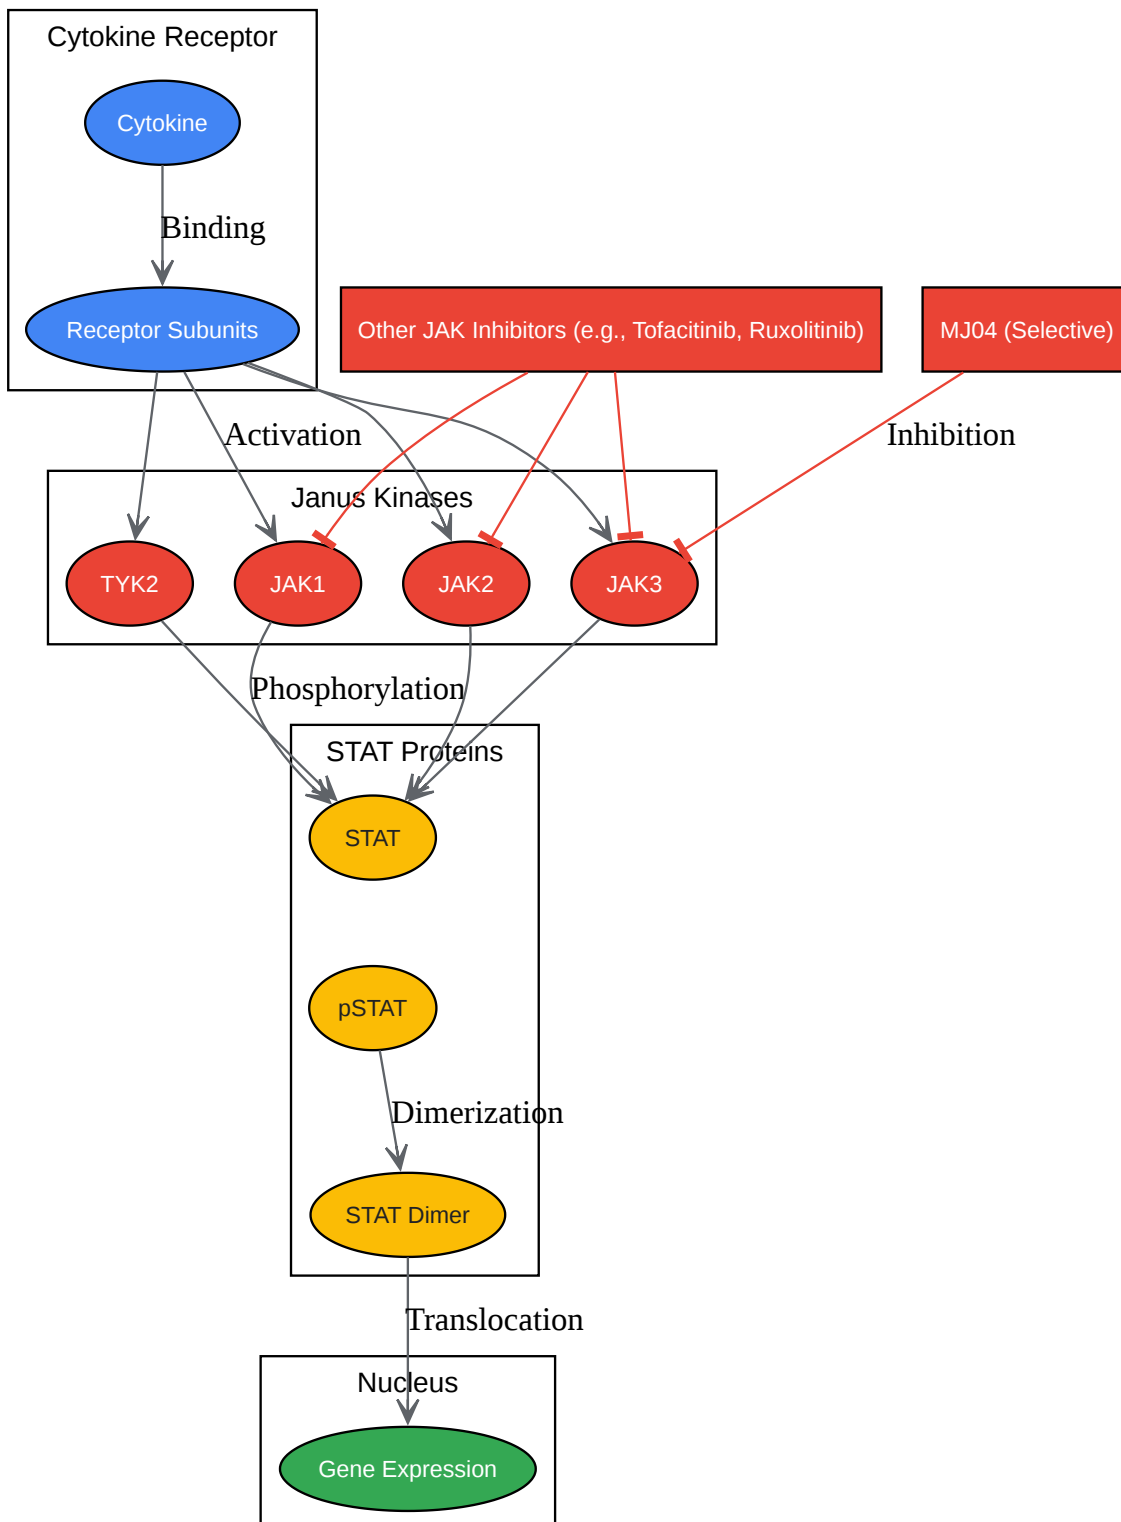 Cytokine Receptor
Cytokine
Binding
Receptor Subunits
Other JAK Inhibitors (e.g., Tofacitinib, Ruxolitinib)
MJ04 (Selective)
Activation
Inhibition
Janus Kinases
TYK2
JAK1
JAK2
JAK3
Phosphorylation
STAT Proteins
STAT
pSTAT
Dimerization
STAT Dimer
Translocation
Nucleus
Gene Expression